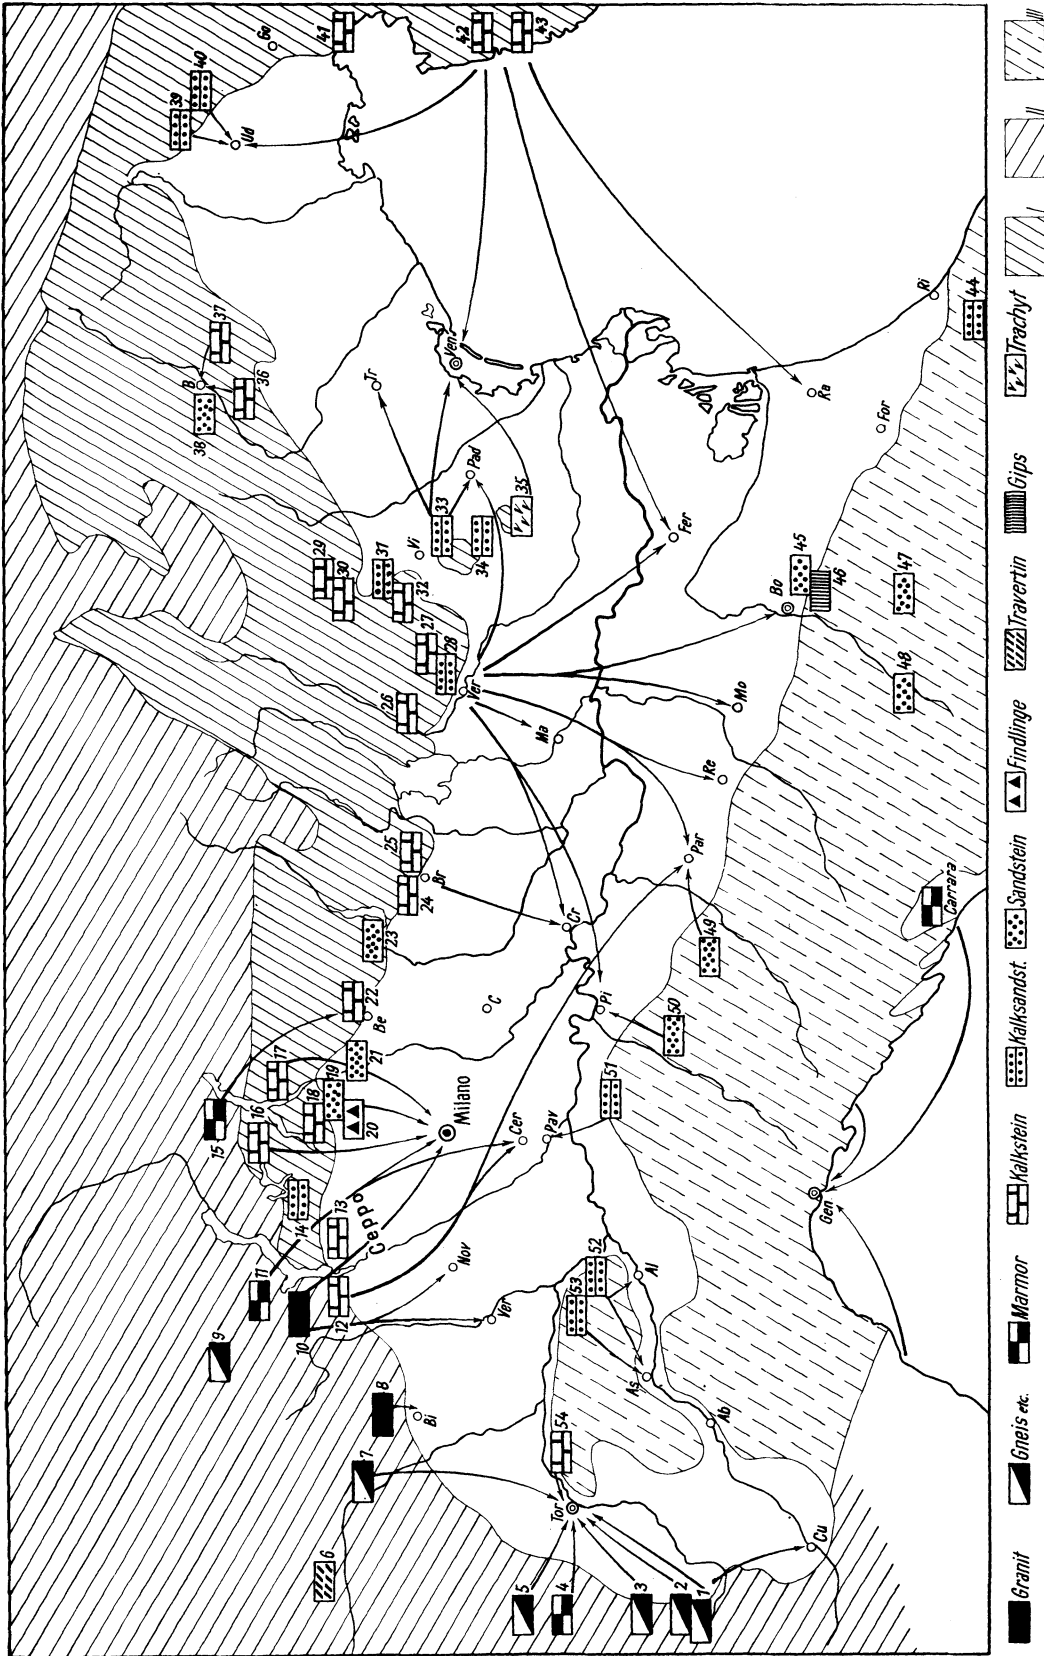 Granit
Gneis etc.
Marmor
Kalkstein
Kalksandst.
Sandstein
Findlinge
Travertin
Gips
Trachyt
1
2
3
4
5
6
7
8
9
10
11
12
13
14
15
16
17
18
19
20
21
22
23
24
25
26
27
28
29
30
31
32
33
34
35
36
37
38
39
40
41
42
43
44
45
46
47
48
49
50
51
52
53
54
Tor
Cu
Ab
As
Al
Bi
Ver
Nov
Ceppo
Milano
Cer
Pav
Gen
Carrara
Be
C
Pi
Cr
Br
Par
Re
Mo
Ma
Ver
Vi
Pad
Tr
Ven
Fer
Bo
For
Ra
Ri
B
Ud
Go